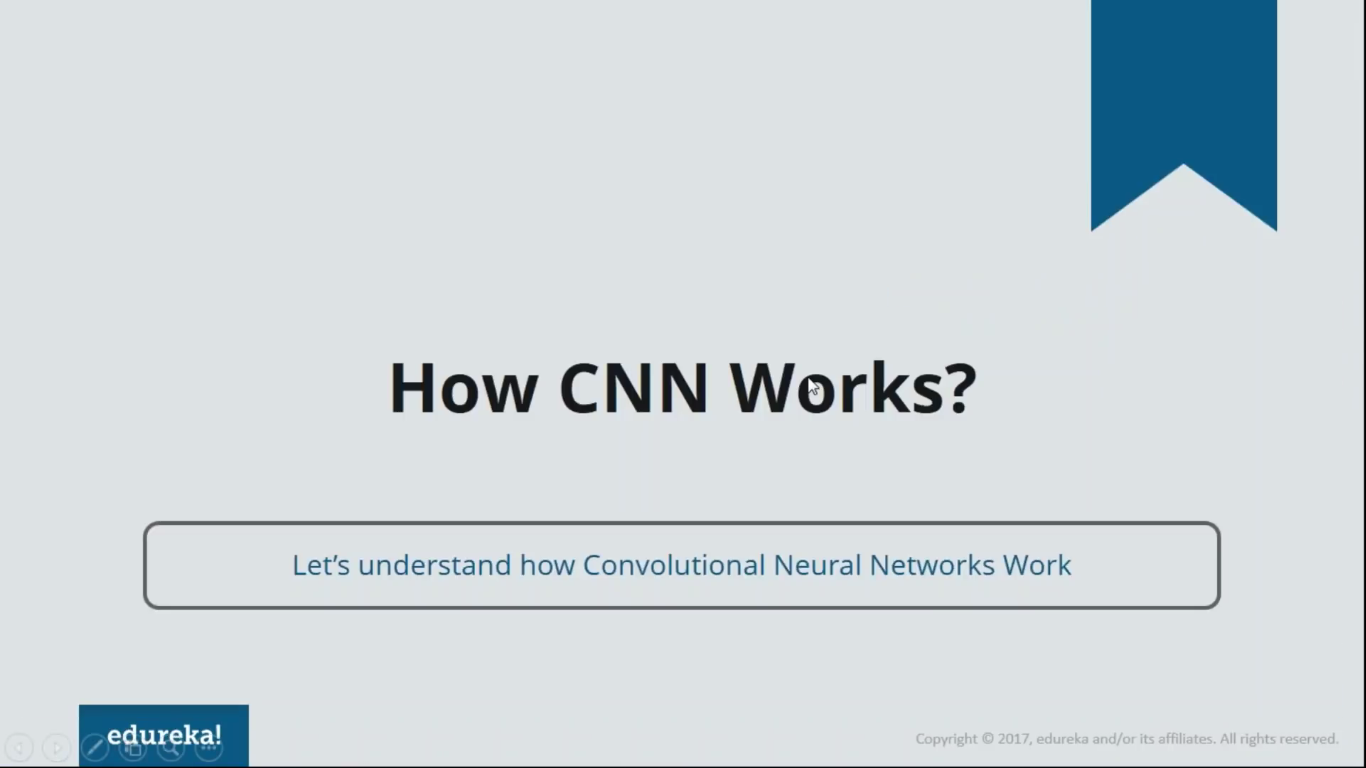 How CNN Works?
Let’s understand how Convolutional Neural Networks Work
edureka!
Copyright © 2017, edureka and/or its affiliates. All rights reserved.